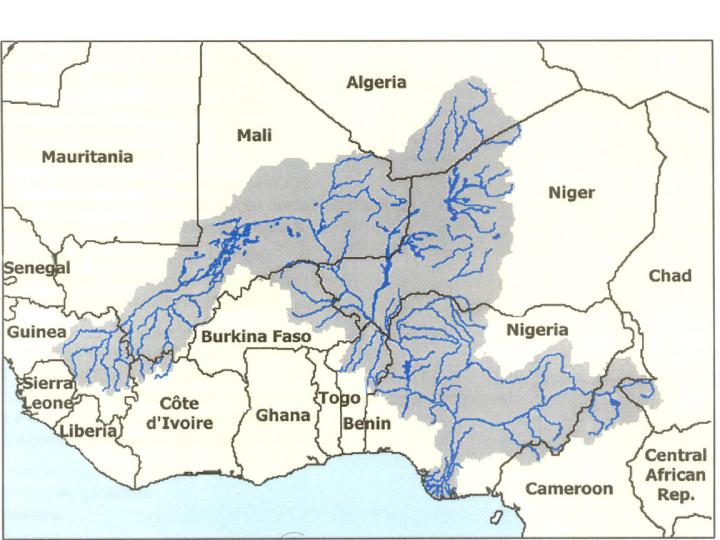 Algeria
Mali
Mauritania
Niger
Senegal
Chad
Guinea
Burkina Faso
Nigeria
Sierra
Leone
Côte
d'Ivoire
Ghana
Togo
Benin
Liberia
Central
African
Rep.
Cameroon